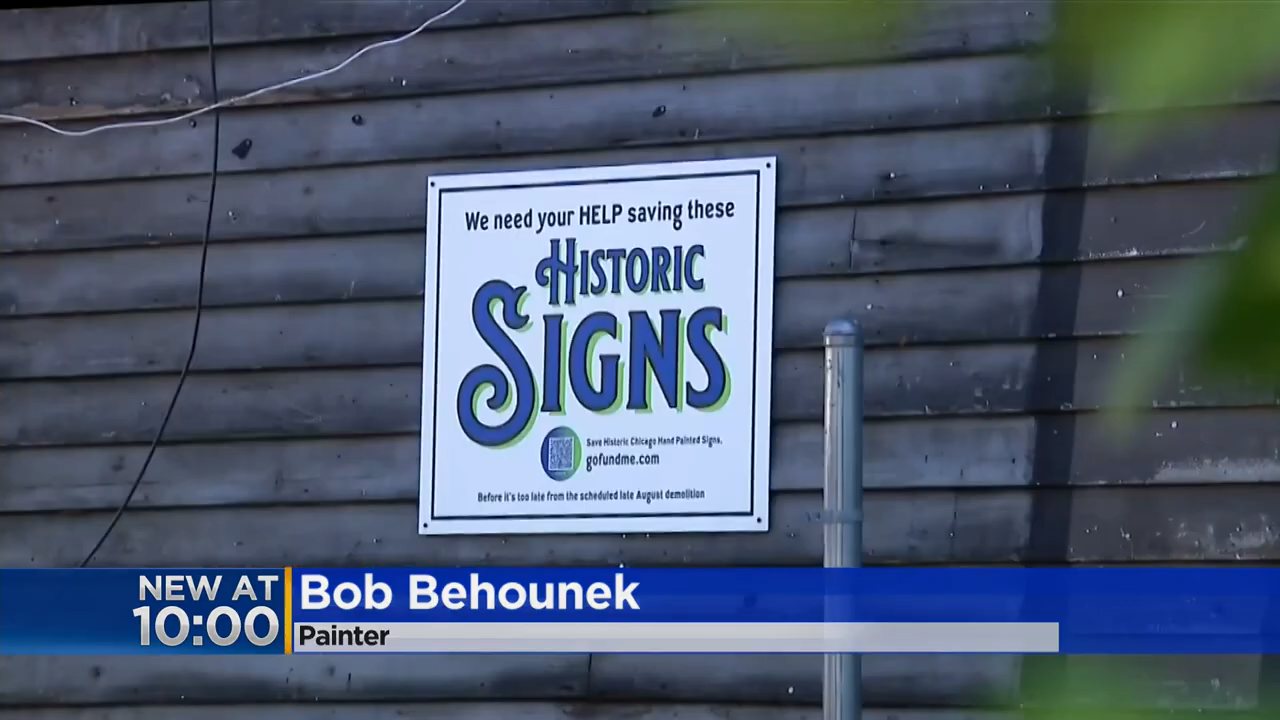 We need your HELP saving these
HISTORIC
SIGNS
Save Historic Chicago Hand Painted Signs,
gofundme.com
Before it's too late from the scheduled late August demolition
NEW AT
10:00
Bob Behounek
Painter